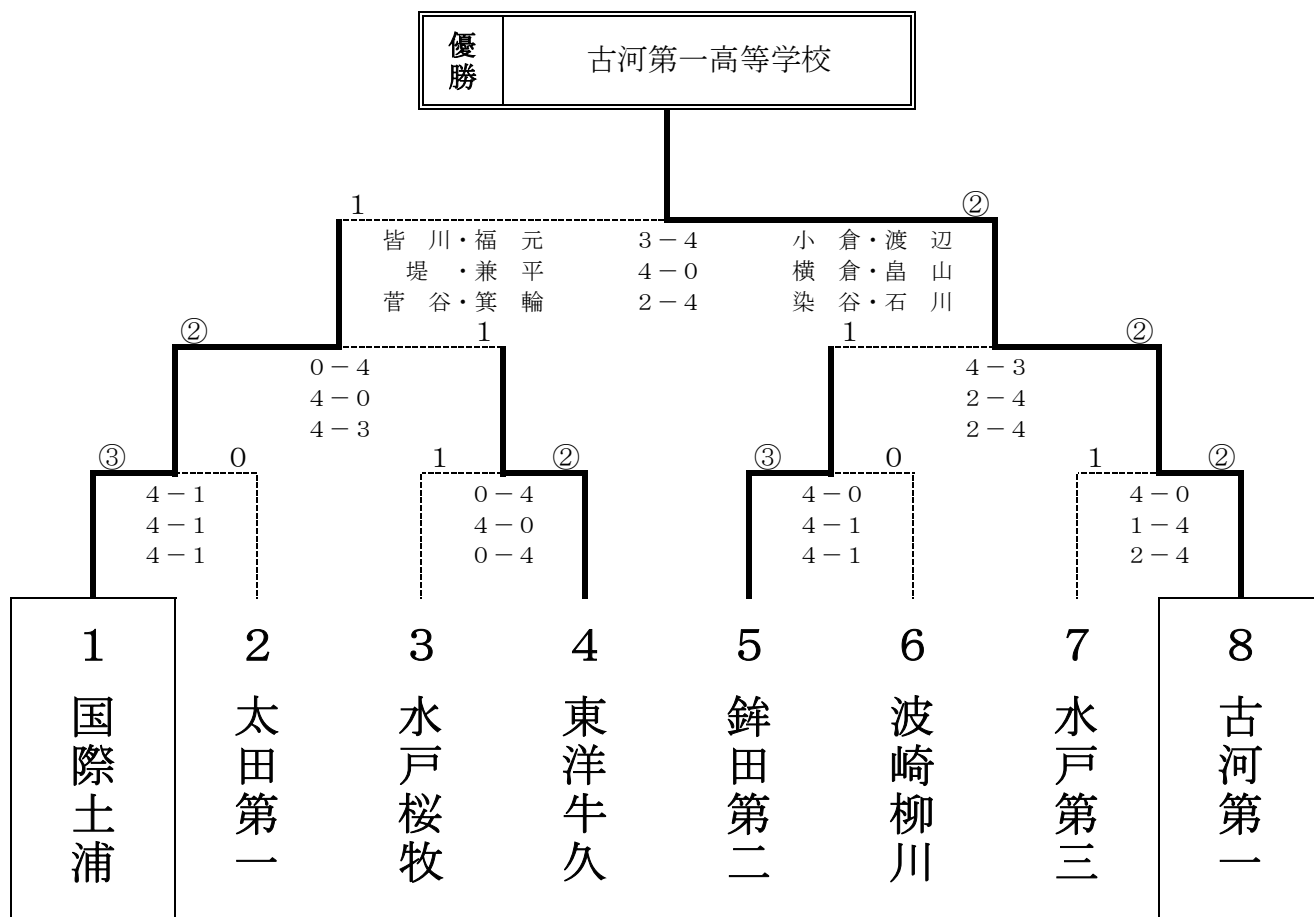 優勝 古河第一高等学校
1 ②
皆川・福元 3－4 小倉・渡辺
堤・兼平 4－0 横倉・畠山
菅谷・箕輪 2－4 染谷・石川
② 1 1 ②
0－4 4－3
4－0 2－4
4－3 2－4
③ 0 1 ② ③ 0 1 ②
4－1 0－4 4－0 4－0
4－1 4－0 4－1 1－4
4－1 0－4 4－1 2－4
1 2 3 4 5 6 7 8
国際土浦
太田第一
水戸桜牧
東洋牛久
鉾田第二
波崎柳川
水戸第三
古河第一